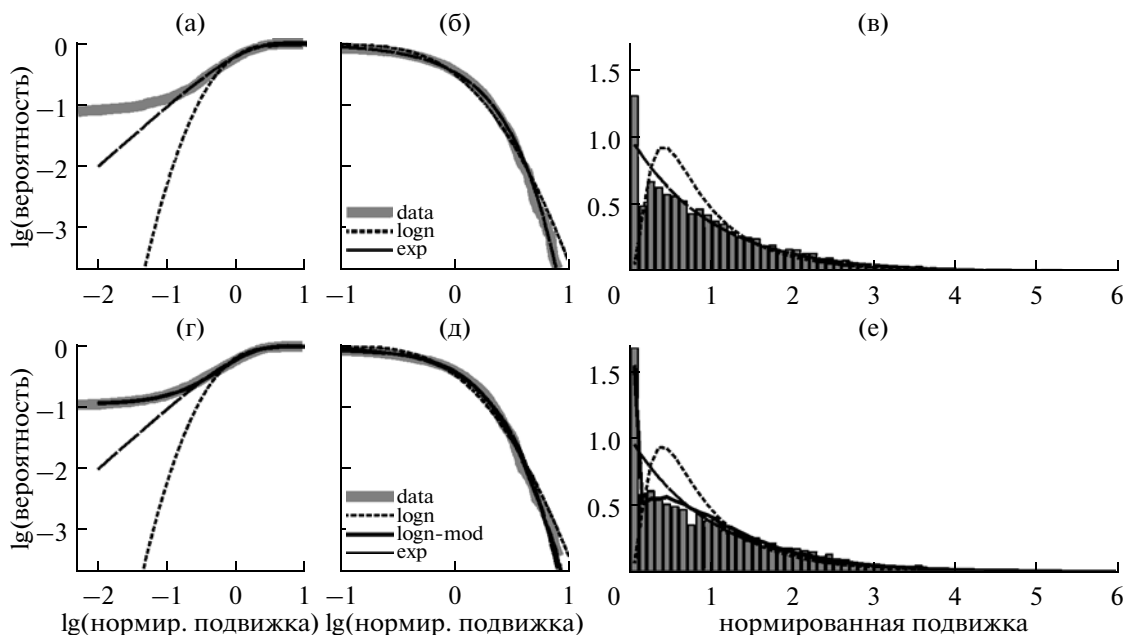 (а)
(б)
(в)
lg(вероятность)
0
−1
−2
−3
−2
−1
0
1
data
logn
exp
−1
0
1
1.5
1.0
0.5
0
1
2
3
4
5
6
(г)
(д)
(е)
lg(вероятность)
0
−1
−2
−3
−2
−1
0
1
lg(нормир. подвижка)
data
logn
logn-mod
exp
−1
0
1
lg(нормир. подвижка)
1.5
1.0
0.5
0
1
2
3
4
5
6
нормированная подвижка